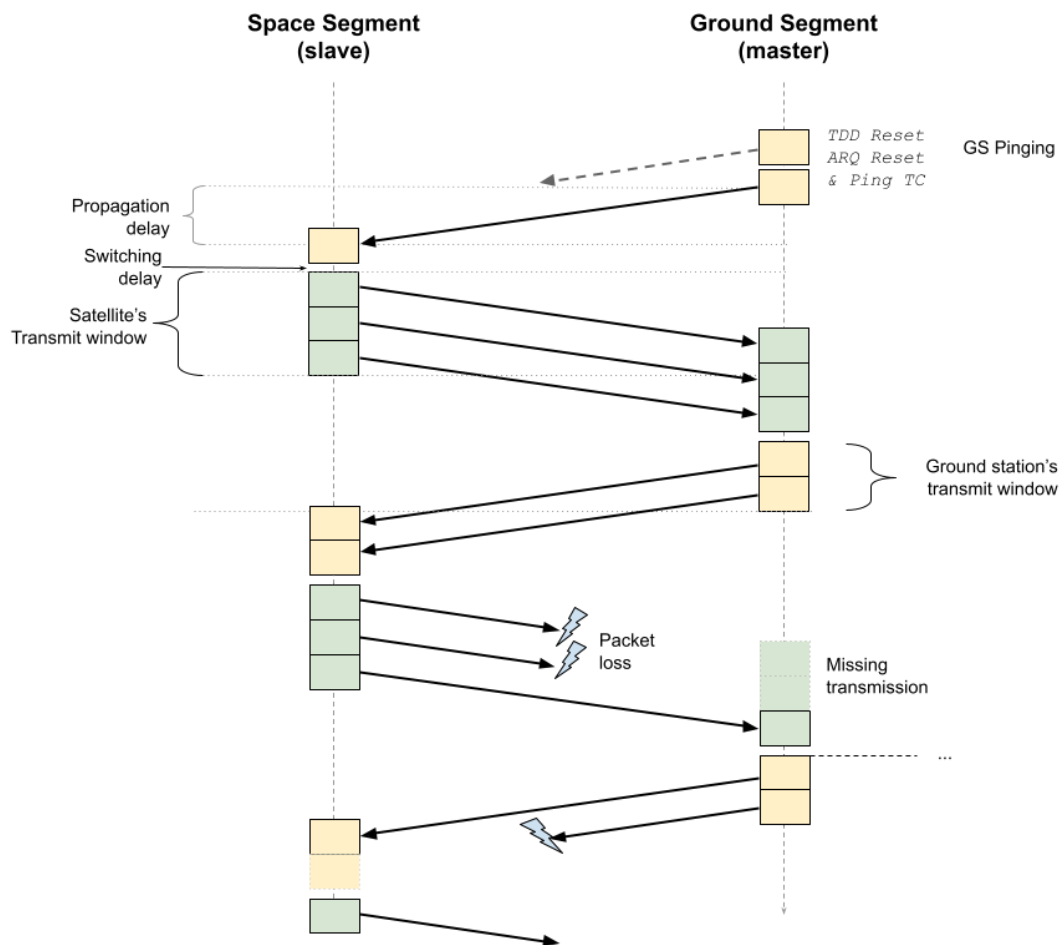 Space Segment
(slave)
Ground Segment
(master)
TDD Reset
ARQ Reset
& Ping TC
GS Pinging
Propagation
delay
Switching
delay
Satellite's
Transmit window
Ground station's
transmit window
Packet
loss
Missing
transmission
...